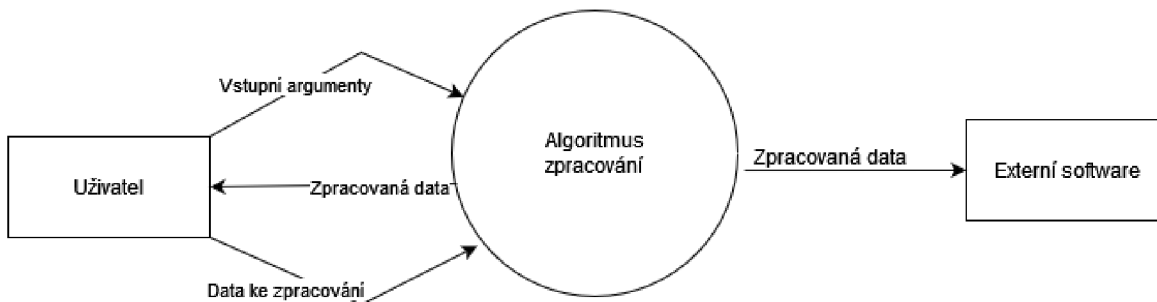 Vstupní argumenty
Uživatel
Zpracovaná data
Data ke zpracování
Algoritmus
zpracování
Zpracovaná data
Externí software